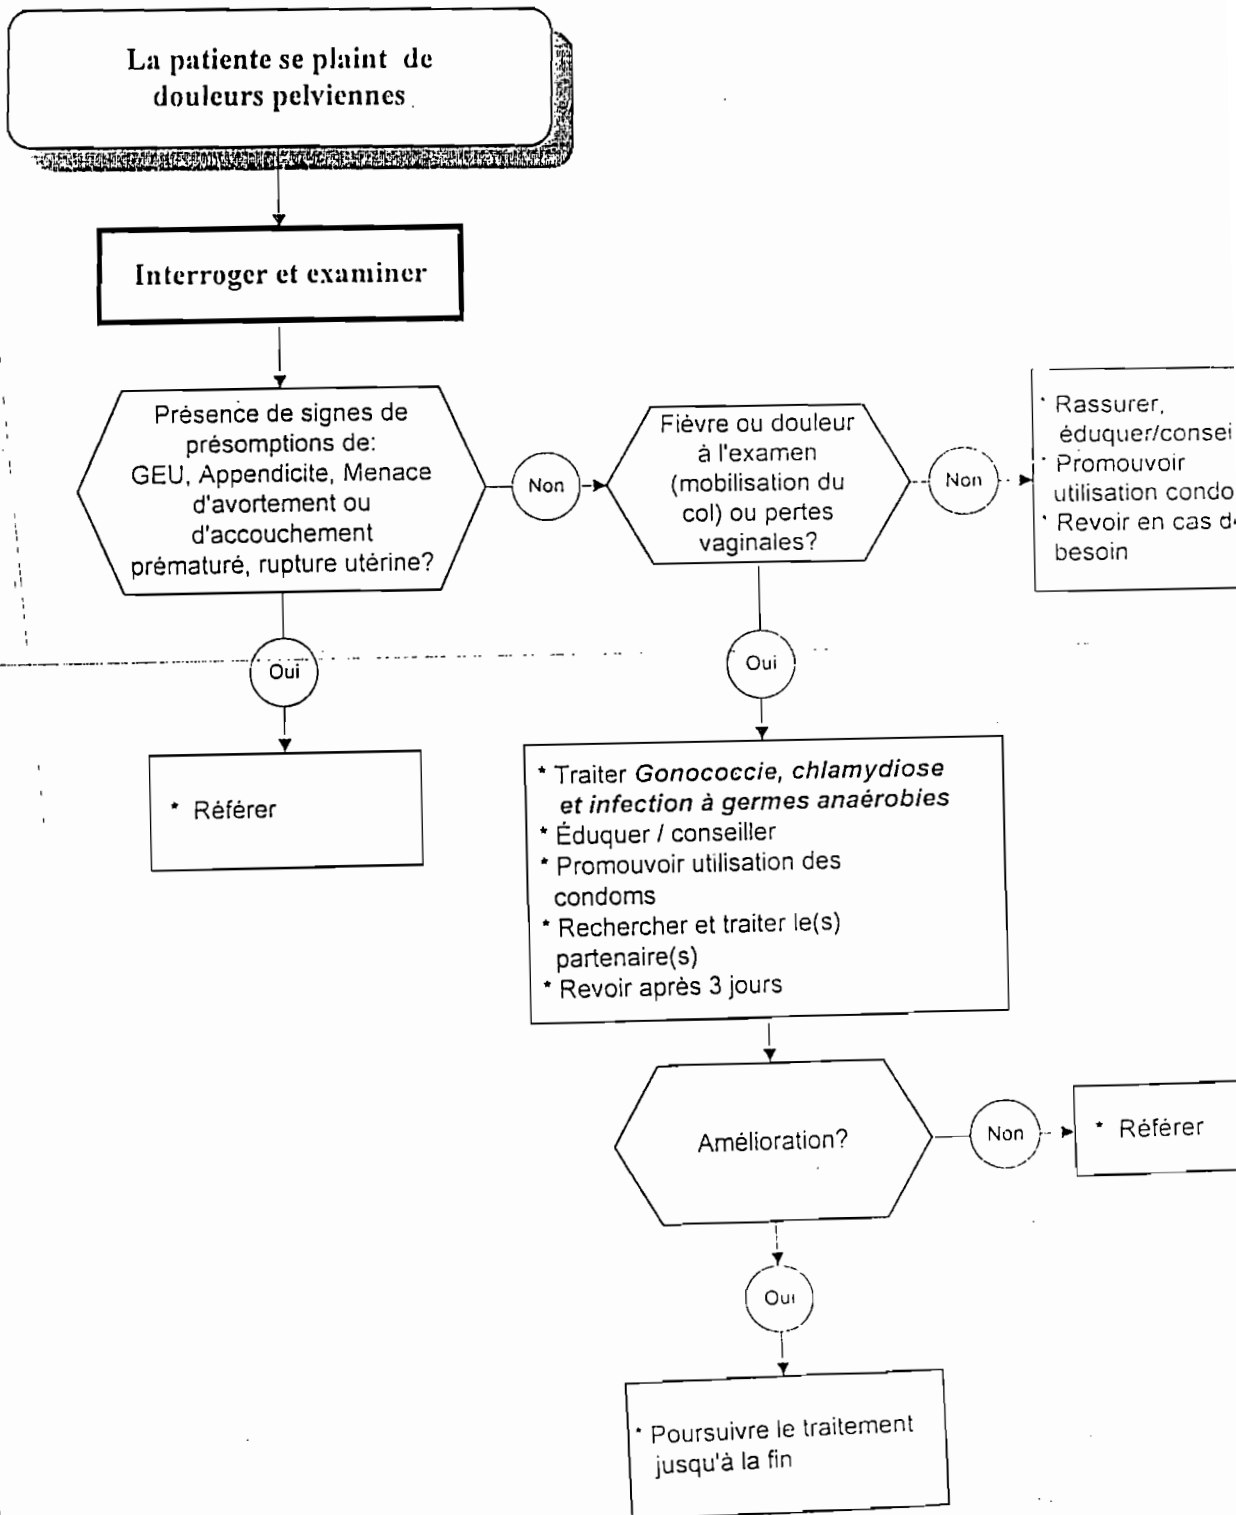 La patiente se plaint de
douleurs pelviennes
Interroger et examiner
Présence de signes de
présomptions de:
GEU, Appendicite, Menace
d'avortement ou
d'accouchement
prématuré, rupture utérine?
Non
Fièvre ou douleur
à l'examen
(mobilisation du
col) ou pertes
vaginales?
Non
* Rassurer,
éduquer/consei
* Promouvoir
utilisation condo
* Revoir en cas d
besoin
Oui
Oui
* Référer
* Traiter Gonococcie, chlamydiose
et infection à germes anaérobies
* Éduquer / conseiller
* Promouvoir utilisation des
condoms
* Rechercher et traiter le(s)
partenaire(s)
* Revoir après 3 jours
Amélioration?
Non
* Référer
Oui
* Poursuivre le traitement
jusqu'à la fin